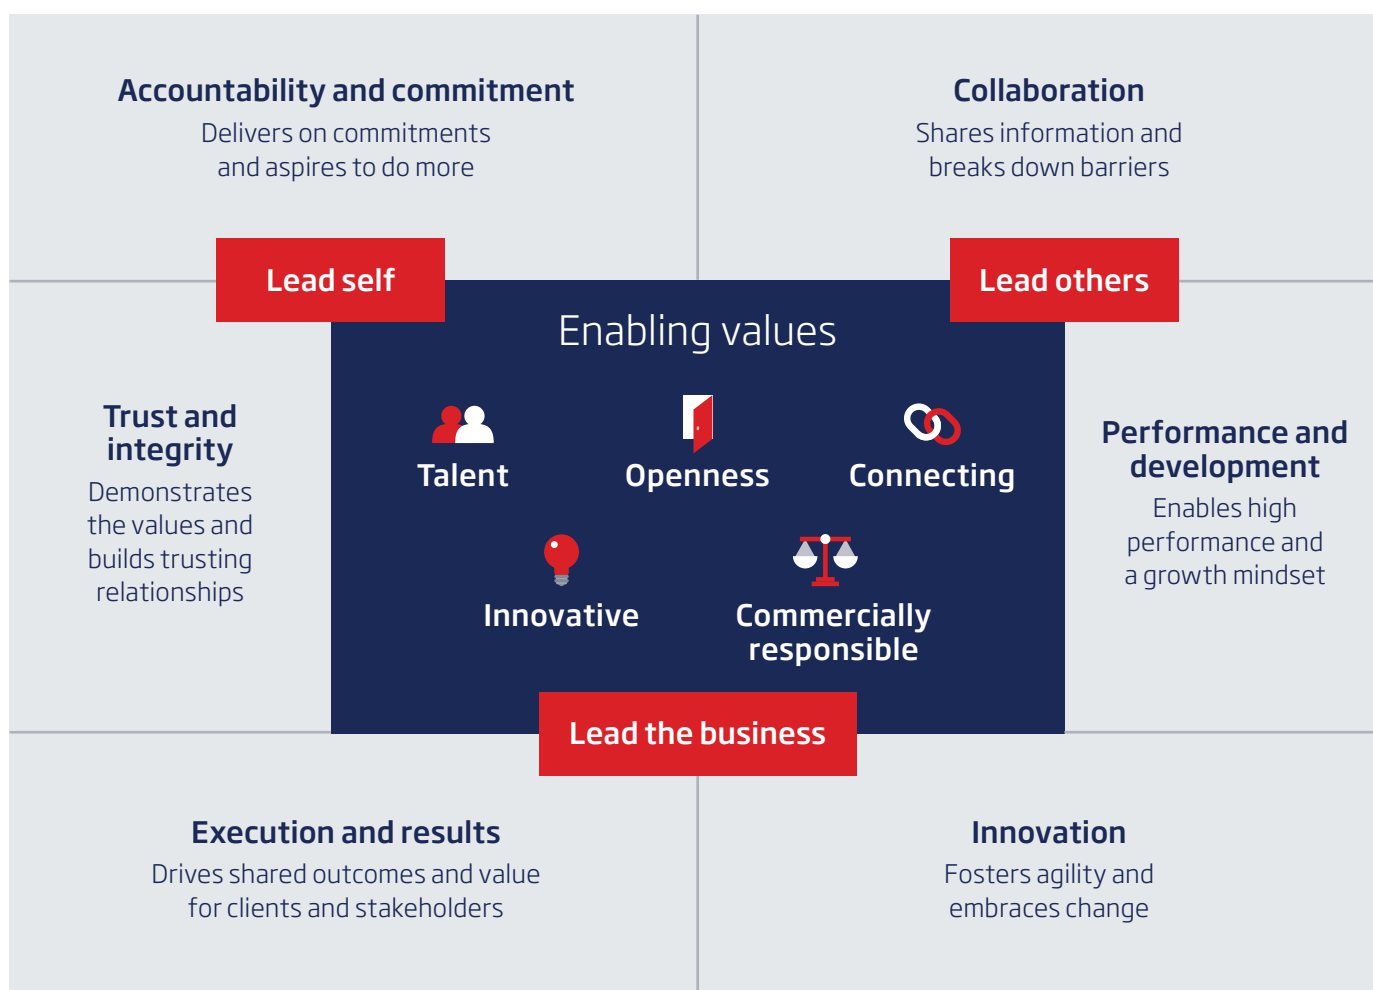 Accountability and commitment
Delivers on commitments
and aspires to do more
Collaboration
Shares information and
breaks down barriers
Lead self
Lead others
Trust and
integrity
Demonstrates
the values and
builds trusting
relationships
Enabling values
Talent
Openness
Connecting
Innovative
Commercially
responsible
Performance and
development
Enables high
performance and
a growth mindset
Lead the business
Execution and results
Drives shared outcomes and value
for clients and stakeholders
Innovation
Fosters agility and
embraces change